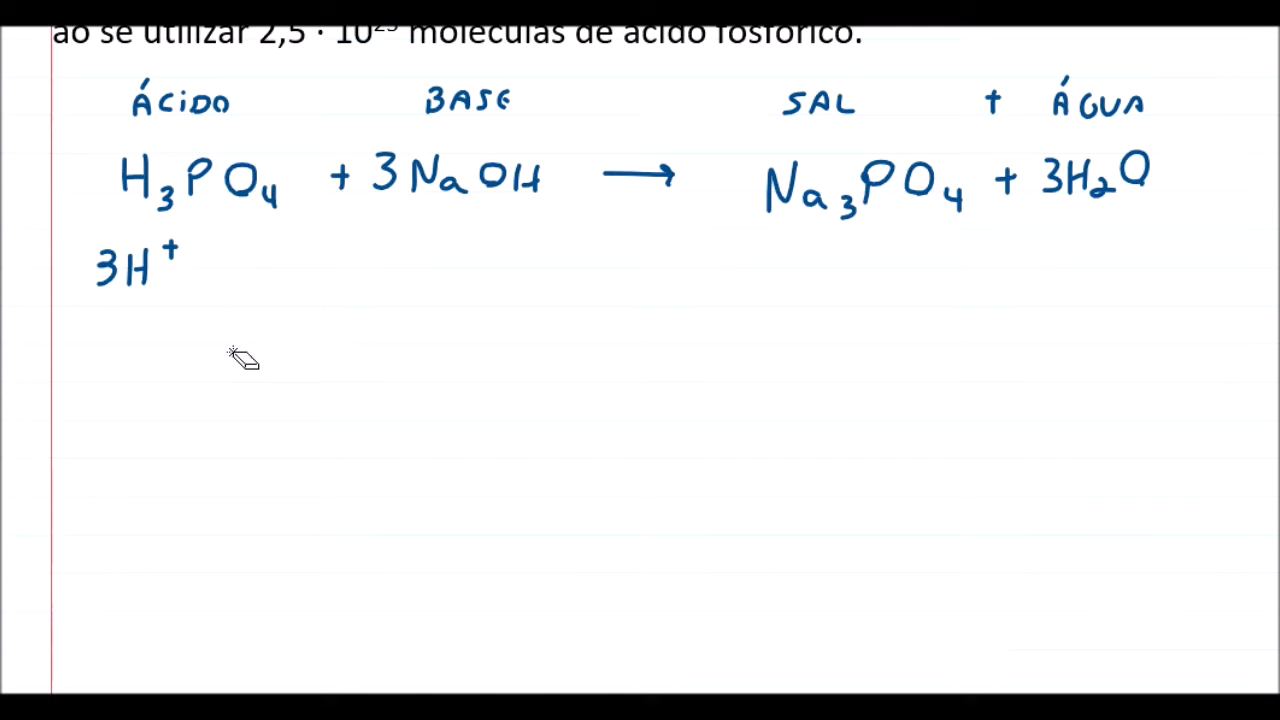 ao se utilizar 2,5 · 10²³ moléculas de ácido fosfórico.
ÁCIDO BASE SAL + ÁGUA
H₃PO₄ + 3NaOH → Na₃PO₄ + 3H₂O
3H⁺